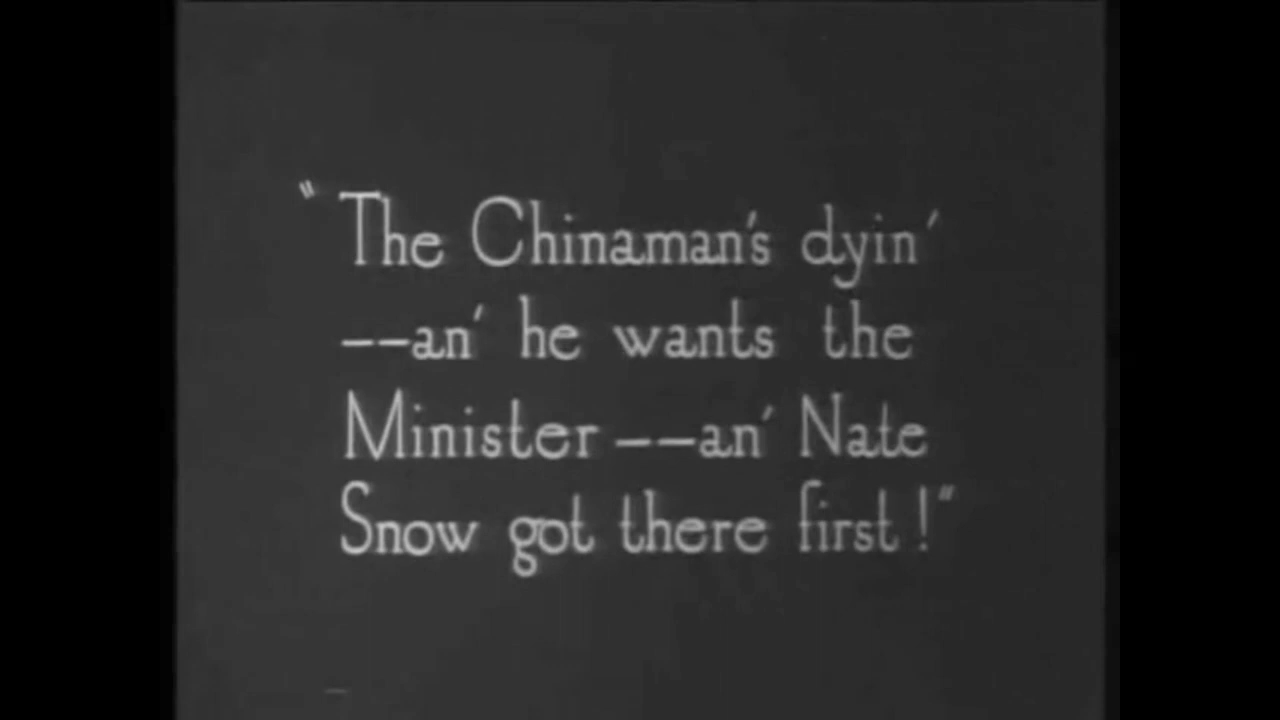 "The Chinaman's dyin'
--an' he wants the
Minister --an' Nate
Snow got there first!"